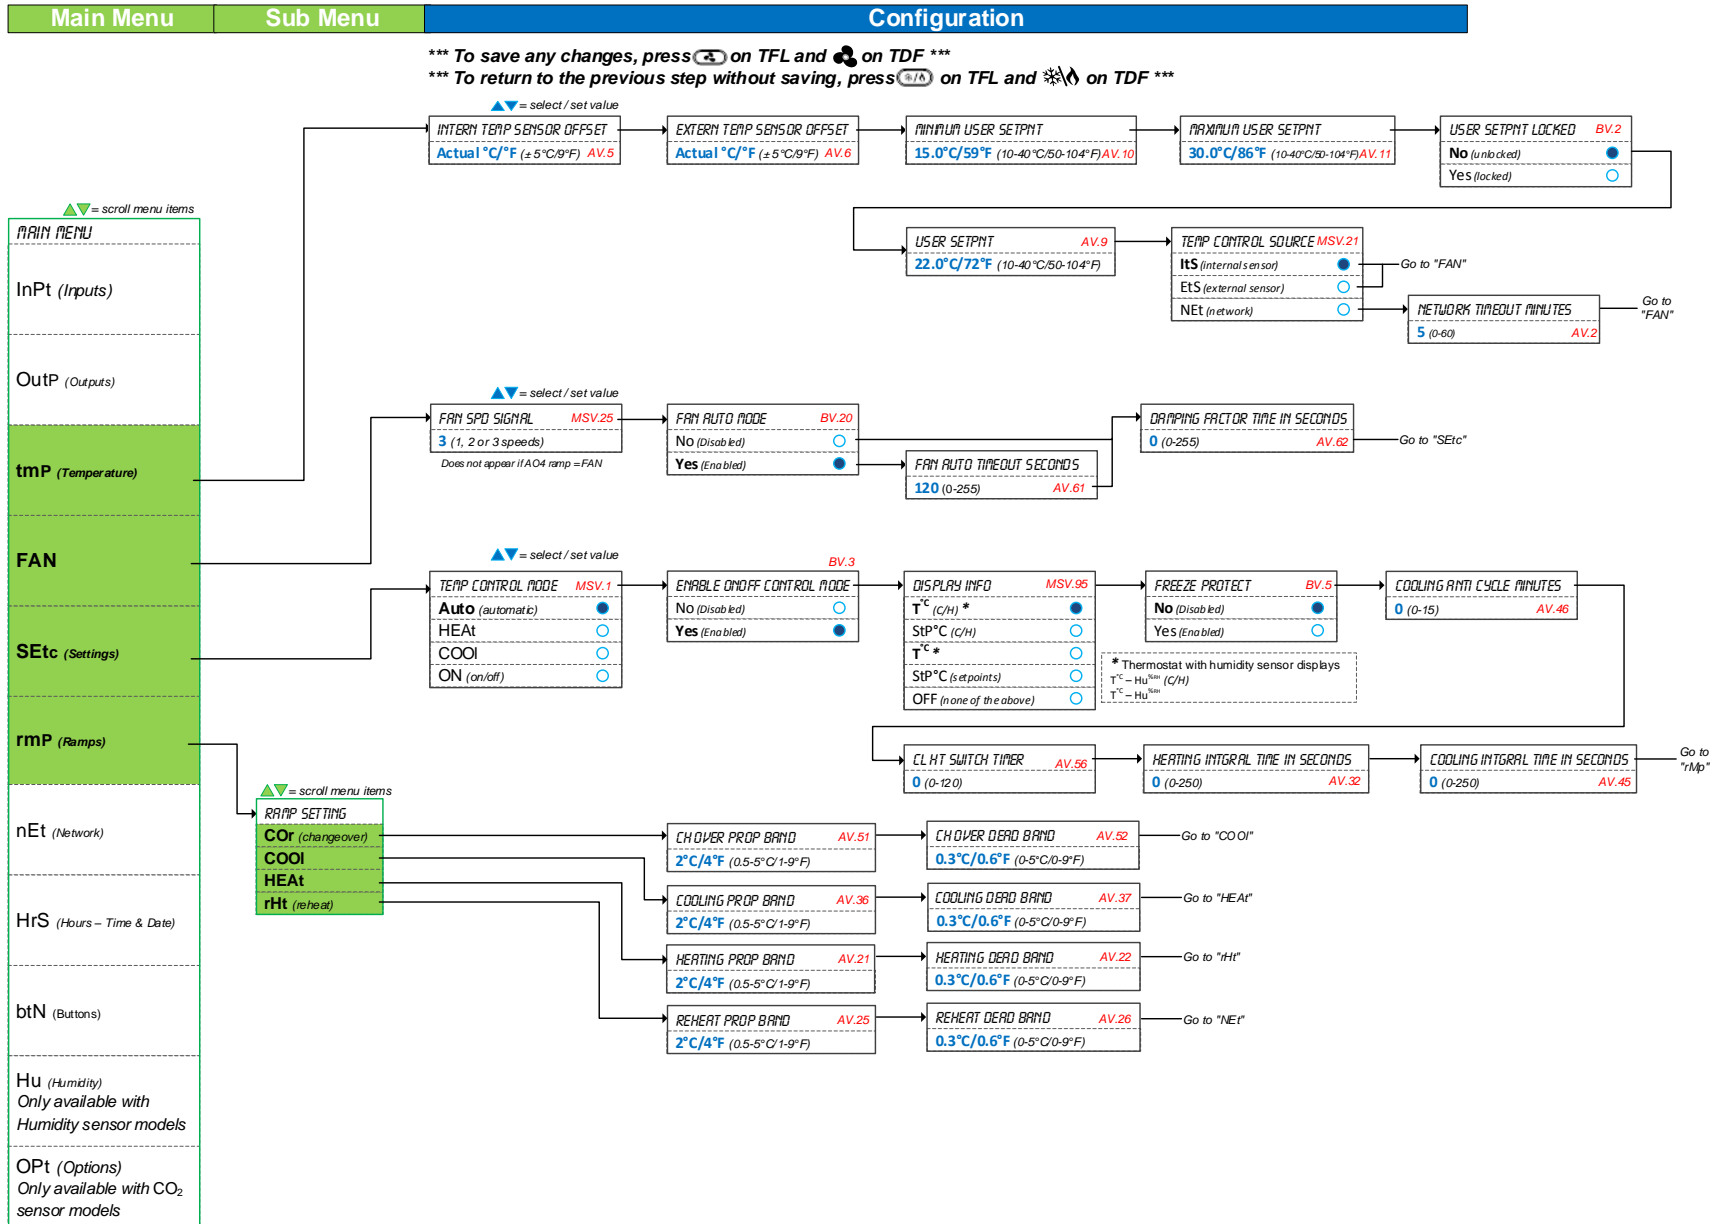 Main Menu Sub Menu Configuration
*** To save any changes, press on TFL and on TDF ***
*** To return to the previous step without saving, press on TFL and on TDF ***
= select / set value
INTERN TEMP SENSOR OFFSET
Actual °C/°F (± 5°C/9°F) AV.5
EXTERN TEMP SENSOR OFFSET
Actual °C/°F (± 5°C/9°F) AV.6
MINIMUM USER SETPNT
15.0°C/59°F (10-40°C/50-104°F) AV.10
MAXIMUM USER SETPNT
30.0°C/86°F (10-40°C/50-104°F) AV.11
USER SETPNT LOCKED BV.2
No (unlocked)
Yes (locked)
USER SETPNT AV.9
22.0°C/72°F (10-40°C/50-104°F)
TEMP CONTROL SOURCE MSV.21
ItS (internal sensor)
EtS (external sensor)
NEt (network)
Go to "FAN"
NETWORK TIMEOUT MINUTES
5 (0-60) AV.2
Go to
"FAN"
= scroll menu items
MAIN MENU
InPt (Inputs)
OutP (Outputs)
tmP (Temperature)
FAN
SEtc (Settings)
rmP (Ramps)
nEt (Network)
HrS (Hours – Time & Date)
btN (Buttons)
Hu (Humidity)
Only available with
Humidity sensor models
OPt (Options)
Only available with CO2
sensor models
= select / set value
FAN SPD SIGNAL MSV.25
3 (1, 2 or 3 speeds)
Does not appear if AO4 ramp = FAN
FAN AUTO MODE BV.20
No (Disabled)
Yes (Enabled)
FAN AUTO TIMEOUT SECONDS
120 (0-255) AV.61
DAMPING FACTOR TIME IN SECONDS
0 (0-255) AV.62
Go to "SEtc"
= select / set value
TEMP CONTROL MODE MSV.1
Auto (automatic)
HEAt
COOl
ON (on/off)
BV.3
ENABLE ONOFF CONTROL MODE
No (Disabled)
Yes (Enabled)
DISPLAY INFO MSV.95
T°C (C/H) *
StP°C (C/H)
T°C *
StP°C (setpoints)
OFF (none of the above)
FREEZE PROTECT BV.5
No (Disabled)
Yes (Enabled)
* Thermostat with humidity sensor displays
T°C – Hu%RH (C/H)
T°C – Hu%RH
COOLING ANTI CYCLE MINUTES
0 (0-15) AV.46
CL HT SWITCH TIMER AV.56
0 (0-120)
HEATING INTGRAL TIME IN SECONDS
0 (0-250) AV.32
COOLING INTGRAL TIME IN SECONDS
0 (0-250) AV.45
Go to
"rMp"
= scroll menu items
RAMP SETTING
COr (changeover)
COOl
HEAt
rHt (reheat)
CH OVER PROP BAND AV.51
2°C/4°F (0.5-5°C/1-9°F)
CH OVER DEAD BAND AV.52
0.3°C/0.6°F (0-5°C/0-9°F)
Go to "COOl"
COOLING PROP BAND AV.36
2°C/4°F (0.5-5°C/1-9°F)
COOLING DEAD BAND AV.37
0.3°C/0.6°F (0-5°C/0-9°F)
Go to "HEAt"
HEATING PROP BAND AV.21
2°C/4°F (0.5-5°C/1-9°F)
HEATING DEAD BAND AV.22
0.3°C/0.6°F (0-5°C/0-9°F)
Go to "rHt"
REHEAT PROP BAND AV.25
2°C/4°F (0.5-5°C/1-9°F)
REHEAT DEAD BAND AV.26
0.3°C/0.6°F (0-5°C/0-9°F)
Go to "NEt"